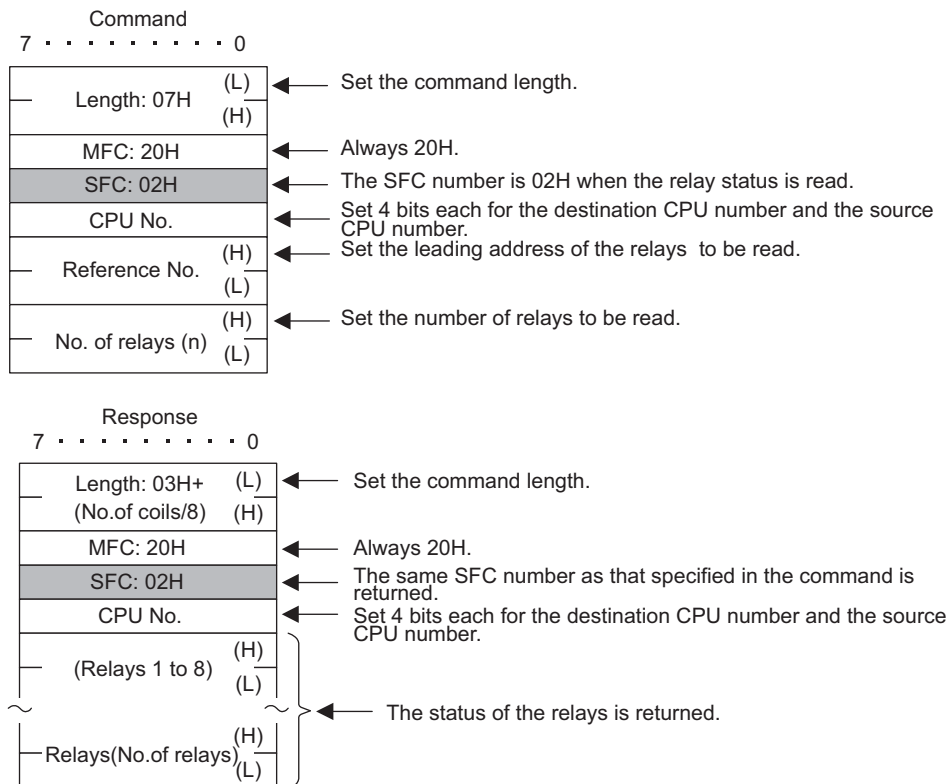 Command
7 · · · · · · · · · 0
Length: 07H
(L)
(H)
Set the command length.
MFC: 20H
Always 20H.
SFC: 02H
The SFC number is 02H when the relay status is read.
CPU No.
Set 4 bits each for the destination CPU number and the source
CPU number.
Reference No.
(H)
(L)
Set the leading address of the relays to be read.
No. of relays (n)
(H)
(L)
Set the number of relays to be read.
Response
7 · · · · · · · · · 0
Length: 03H+
(No.of coils/8)
(L)
(H)
Set the command length.
MFC: 20H
Always 20H.
SFC: 02H
The same SFC number as that specified in the command is
returned.
CPU No.
Set 4 bits each for the destination CPU number and the source
CPU number.
(Relays 1 to 8)
(H)
(L)
The status of the relays is returned.
Relays(No.of relays)
(H)
(L)